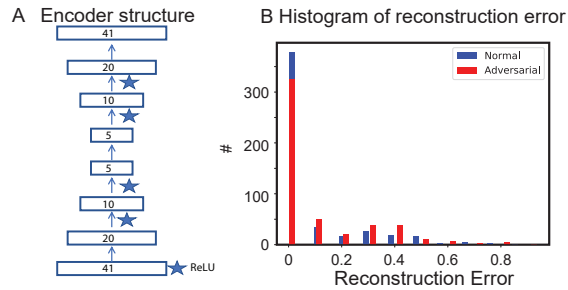 A Encoder structure
41
20
10
5
5
10
20
41
ReLU
B Histogram of reconstruction error
Normal
Adversarial
#
300
200
100
0
0 0.2 0.4 0.6 0.8
Reconstruction Error